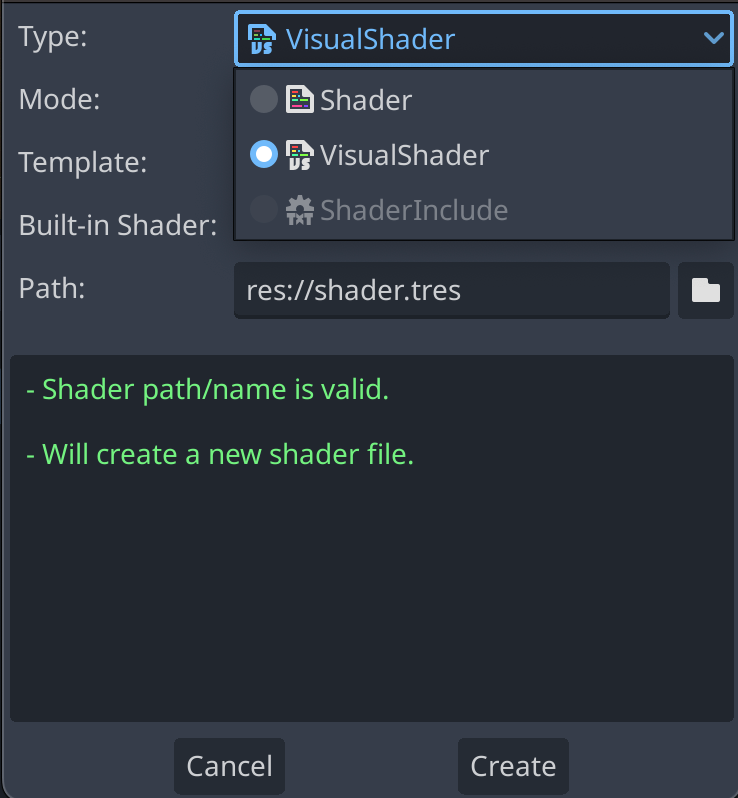 Type: VisualShader
Mode: Shader
VisualShader
Template:
ShaderInclude
Built-in Shader:
Path: res://shader.tres
- Shader path/name is valid.
- Will create a new shader file.
Cancel Create